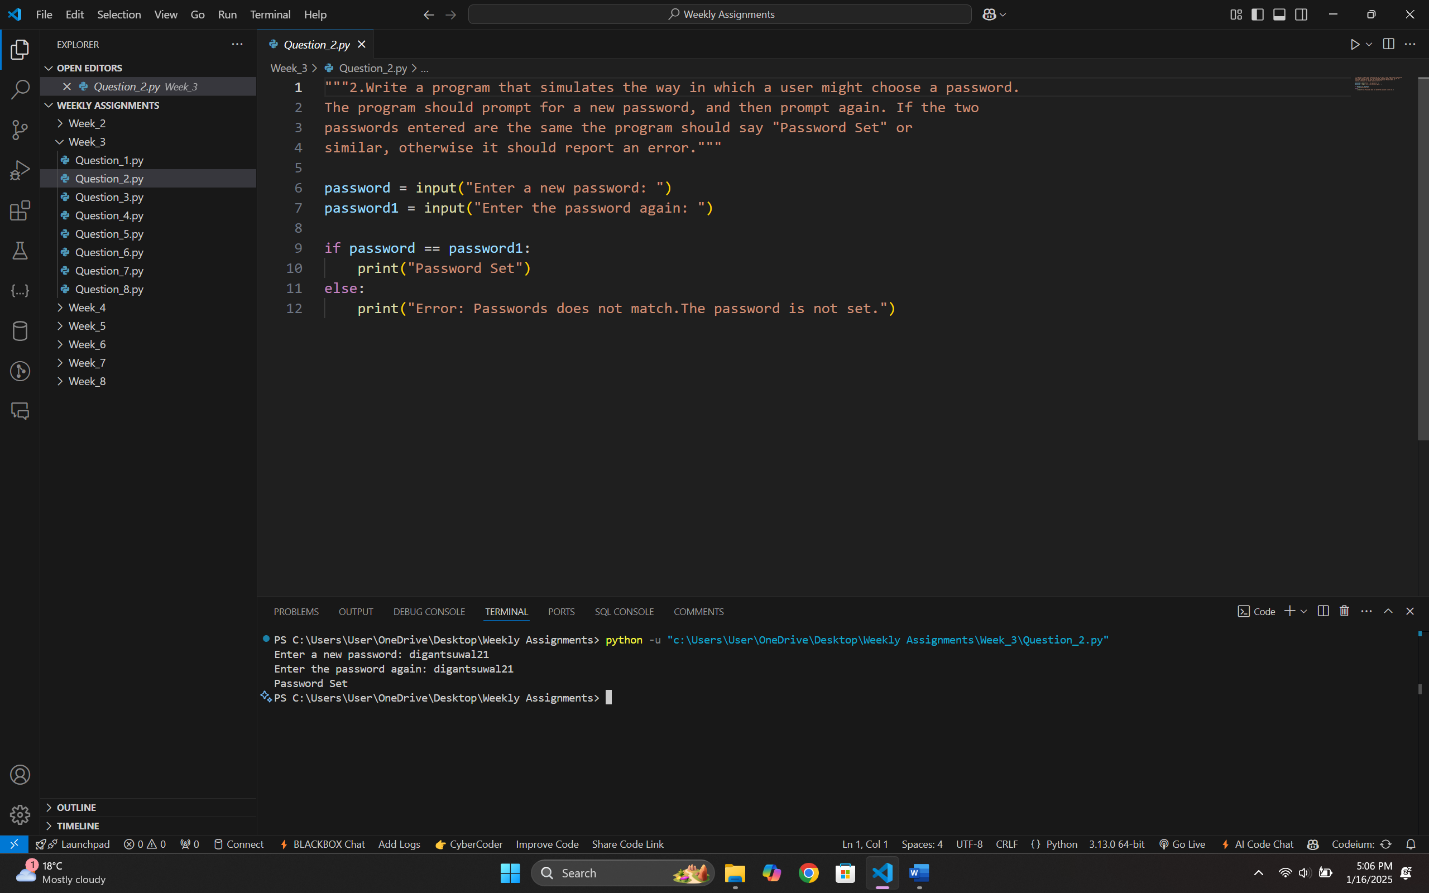 File Edit Selection View Go Run Terminal Help
Weekly Assignments
EXPLORER
OPEN EDITORS
Question_2.py Week_3
WEEKLY ASSIGNMENTS
Week_2
Week_3
Question_1.py
Question_2.py
Question_3.py
Question_4.py
Question_5.py
Question_6.py
Question_7.py
Question_8.py
Week_4
Week_5
Week_6
Week_7
Week_8
OUTLINE
TIMELINE
Question_2.py
Week_3 > Question_2.py > ...
1 """2.Write a program that simulates the way in which a user might choose a password.
2 The program should prompt for a new password, and then prompt again. If the two
3 passwords entered are the same the program should say "Password Set" or
4 similar, otherwise it should report an error."""
5
6 password = input("Enter a new password: ")
7 password1 = input("Enter the password again: ")
8
9 if password == password1:
10 print("Password Set")
11 else:
12 print("Error: Passwords does not match.The password is not set.")
PROBLEMS OUTPUT DEBUG CONSOLE TERMINAL PORTS SQL CONSOLE COMMENTS
Code
PS C:\Users\User\OneDrive\Desktop\Weekly Assignments> python -u "c:\Users\User\OneDrive\Desktop\Weekly Assignments\Week_3\Question_2.py"
Enter a new password: digantsuwal21
Enter the password again: digantsuwal21
Password Set
PS C:\Users\User\OneDrive\Desktop\Weekly Assignments>
Launchpad 0 0 0 Connect BLACKBOX Chat Add Logs CyberCoder Improve Code Share Code Link Ln 1, Col 1 Spaces: 4 UTF-8 CRLF {} Python 3.13.0 64-bit Go Live AI Code Chat Codeium:
1
18°C
Mostly cloudy
Search
5:06 PM
1/16/2025